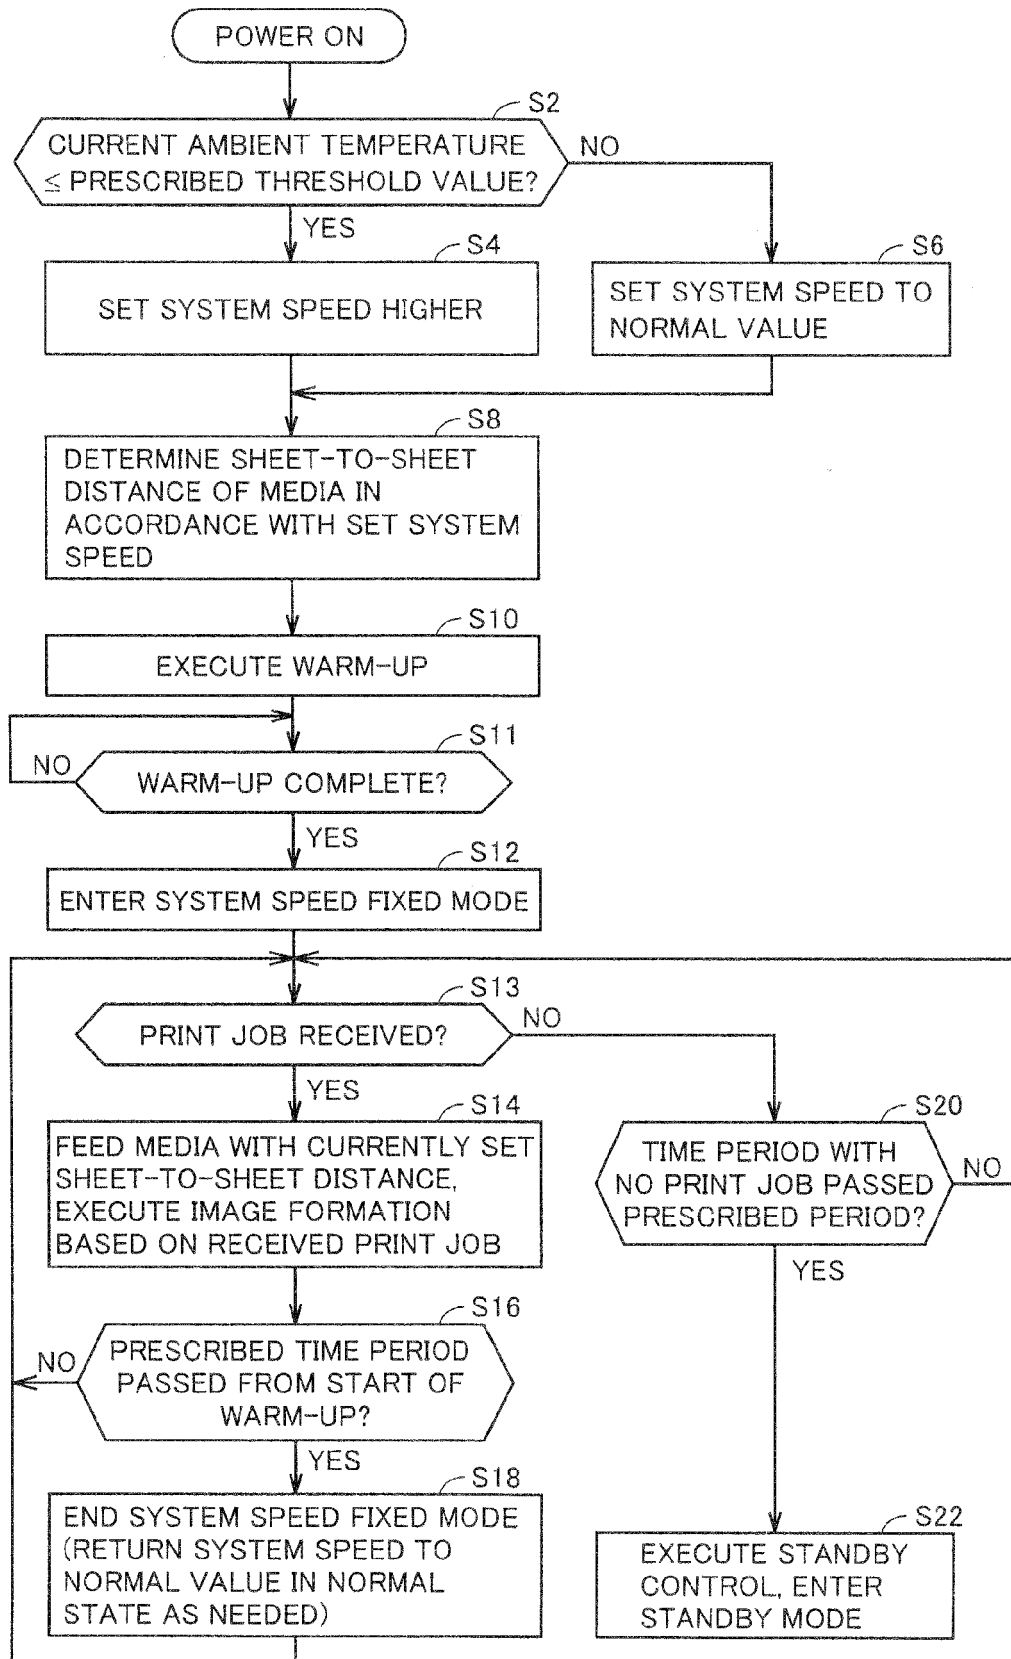 POWER ON
S2
CURRENT AMBIENT TEMPERATURE
≤ PRESCRIBED THRESHOLD VALUE?
NO
YES
S4
SET SYSTEM SPEED HIGHER
S6
SET SYSTEM SPEED TO
NORMAL VALUE
S8
DETERMINE SHEET-TO-SHEET
DISTANCE OF MEDIA IN
ACCORDANCE WITH SET SYSTEM
SPEED
S10
EXECUTE WARM-UP
S11
NO
WARM-UP COMPLETE?
YES
S12
ENTER SYSTEM SPEED FIXED MODE
S13
PRINT JOB RECEIVED?
NO
YES
S14
FEED MEDIA WITH CURRENTLY SET
SHEET-TO-SHEET DISTANCE,
EXECUTE IMAGE FORMATION
BASED ON RECEIVED PRINT JOB
S20
TIME PERIOD WITH
NO PRINT JOB PASSED
PRESCRIBED PERIOD?
NO
YES
S16
NO
PRESCRIBED TIME PERIOD
PASSED FROM START OF
WARM-UP?
YES
S18
END SYSTEM SPEED FIXED MODE
(RETURN SYSTEM SPEED TO
NORMAL VALUE IN NORMAL
STATE AS NEEDED)
S22
EXECUTE STANDBY
CONTROL, ENTER
STANDBY MODE